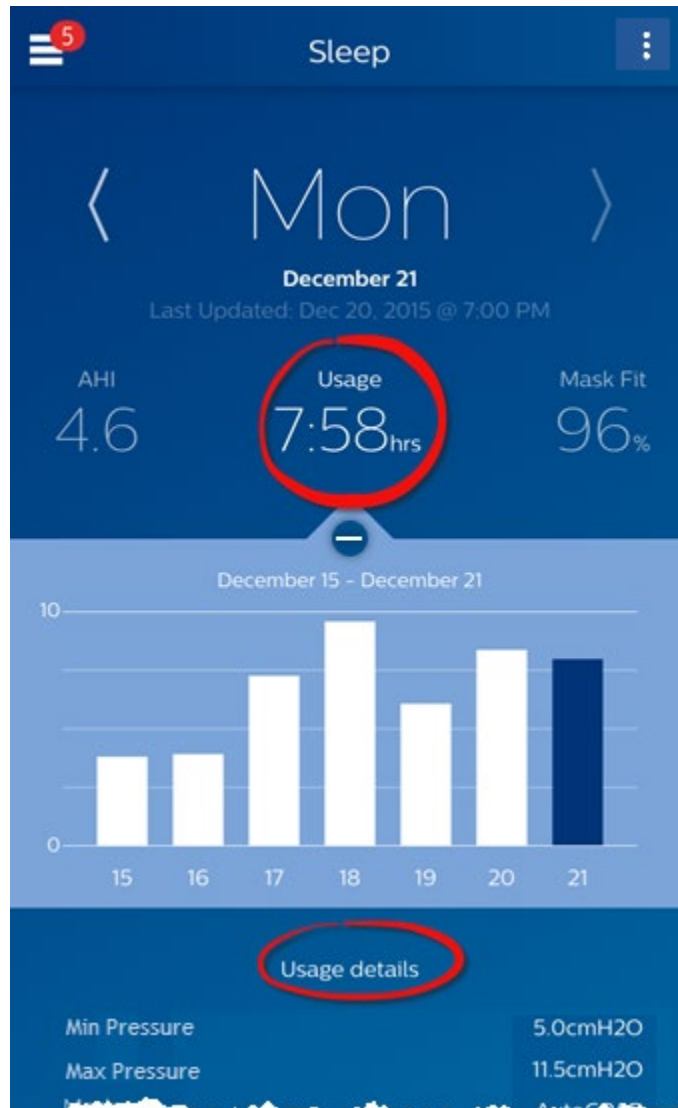 5
Sleep
Mon
December 21
Last Updated: Dec 20, 2015 @ 7:00 PM
AHI Usage Mask Fit
4.6 7:58hrs 96%
December 15 - December 21
10
0
15 16 17 18 19 20 21
Usage details
Min Pressure 5.0cmH2O
Max Pressure 11.5cmH2O